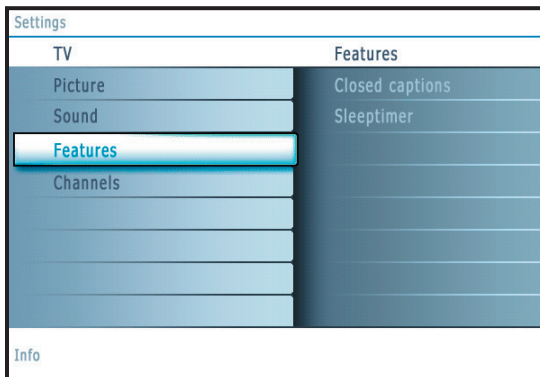 Settings
TV
Features
Picture
Closed captions
Sound
Sleeptimer
Features
Channels
Info